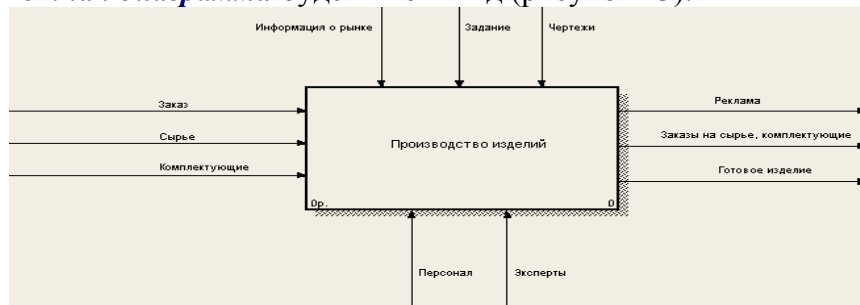 Информация о рынке
Задание
Чертежи
Заказ
Сырье
Комплектующие
Производство изделий
0р.
0
Реклама
Заказы на сырье, комплектующие
Готовое изделие
Персонал
Эксперты